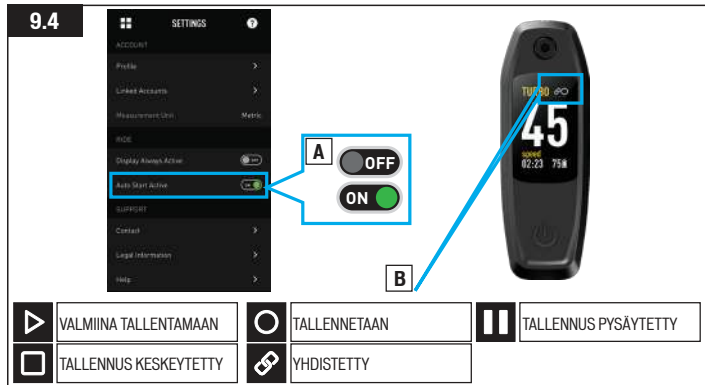 9.4
SETTINGS ?
ACCOUNT
Profile
Linked Accounts
Measurement Unit Metric
RIDE
Display Always Active OFF
Auto Start Active ON
SUPPORT
Contact
Legal Information
Help
A
OFF
ON
TURBO
45
speed
02:23 75
B
VALMIINA TALLENTAMAAN
TALLENNETAAN
TALLENNUS PYSÄYTETTY
TALLENNUS KESKEYTETTY
YHDISTETTY